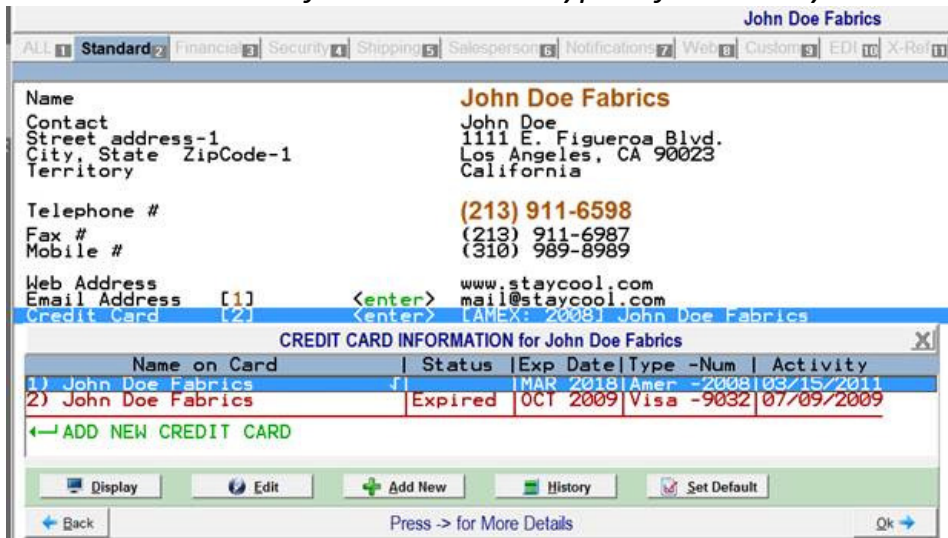 John Doe Fabrics
ALL 1 Standard 2 Financial 3 Security 4 Shipping 5 Salesperson 6 Notifications 7 Web 8 Custom 9 EDI 10 X-Ref 11
Name John Doe Fabrics
Contact John Doe
Street address-1 1111 E. Figueroa Blvd.
City, State ZipCode-1 Los Angeles, CA 90023
Territory California
Telephone # (213) 911-6598
Fax # (213) 911-6987
Mobile # (310) 989-8989
Web Address www.staycool.com
Email Address [1] <enter> mail@staycool.com
Credit Card [2] <enter> [AMEX: 2008] John Doe Fabrics
CREDIT CARD INFORMATION for John Doe Fabrics X
Name on Card | Status |Exp Date|Type -Num | Activity
1) John Doe Fabrics √| |MAR 2018|Amer -2008|03/15/2011
2) John Doe Fabrics |Expired |OCT 2009|Visa -9032|07/09/2009
ADD NEW CREDIT CARD
Display Edit Add New History Set Default
Back Press -> for More Details Ok